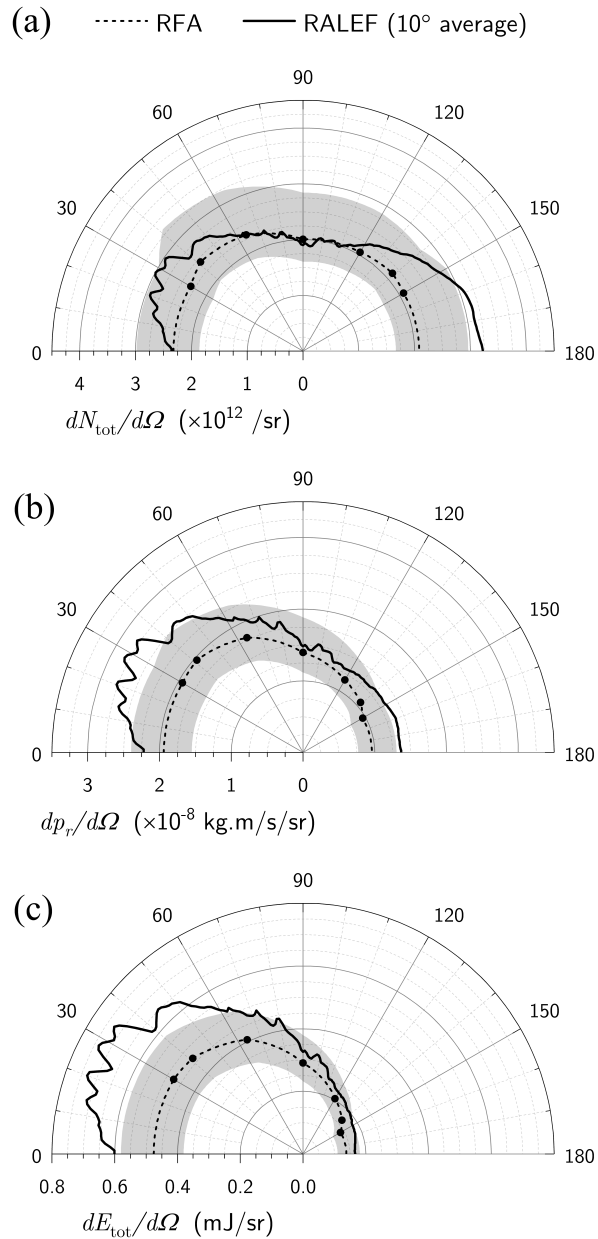 (a) RFA RALEF (10° average)
90
60 120
30 150
0 180
4 3 2 1 0
dN_tot/dΩ (×10^12 /sr)
(b)
90
60 120
30 150
0 180
3 2 1 0
dp_r/dΩ (×10^-8 kg.m/s/sr)
(c)
90
60 120
30 150
0 180
0.8 0.6 0.4 0.2 0.0
dE_tot/dΩ (mJ/sr)